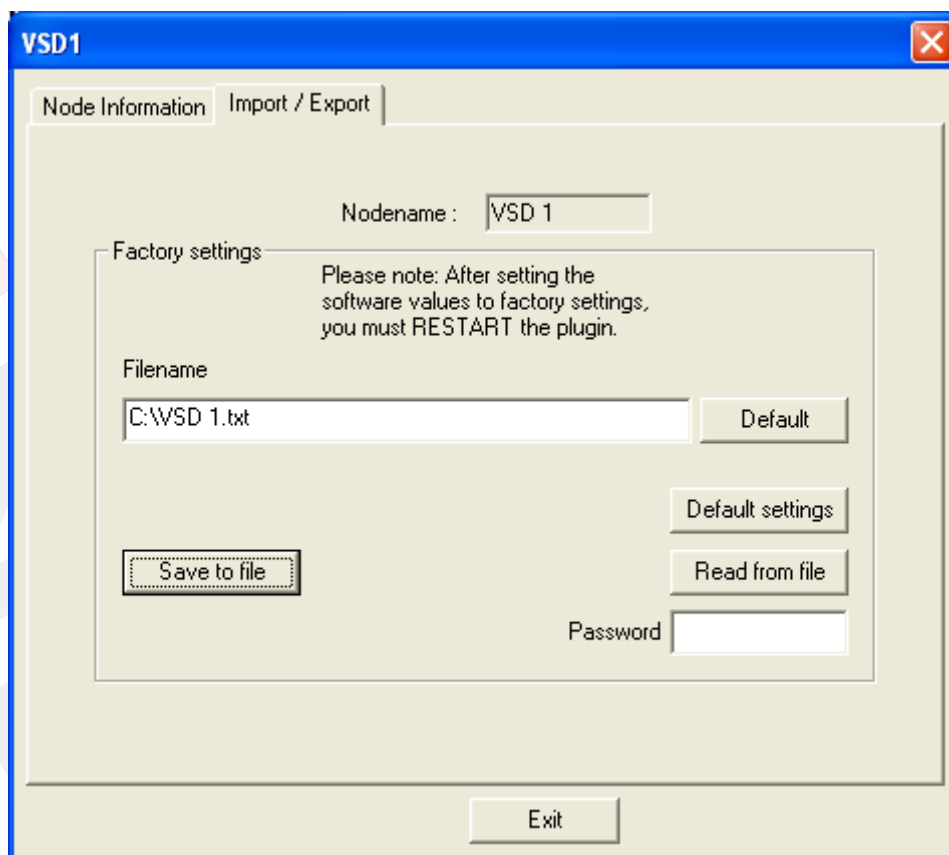 VSD1
Node Information
Import / Export
Nodename :
VSD 1
Factory settings
Please note: After setting the
software values to factory settings,
you must RESTART the plugin.
Filename
C:\VSD 1.txt
Default
Default settings
Save to file
Read from file
Password
Exit